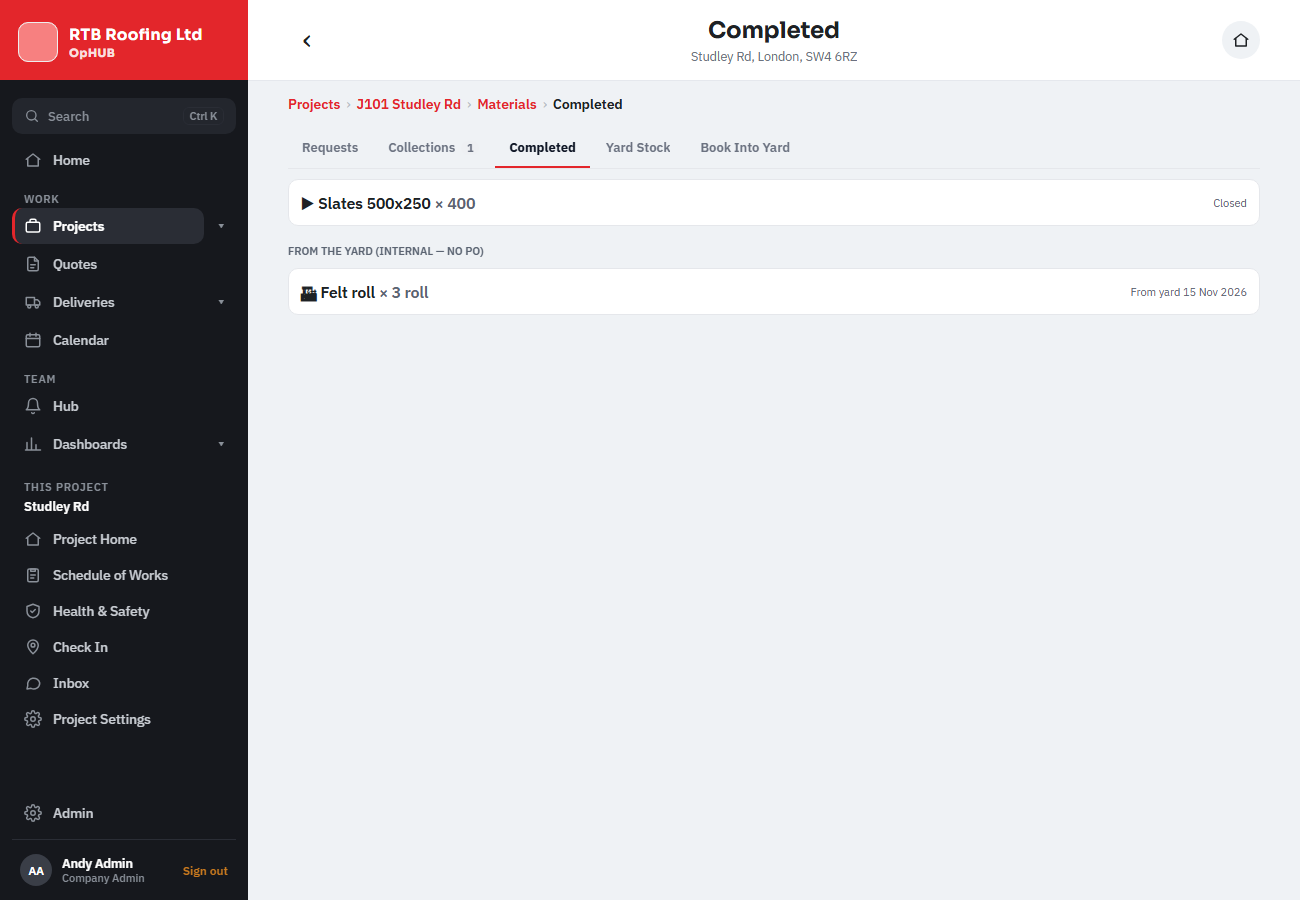 RTB Roofing Ltd
OpHUB
Search Ctrl K
Home
WORK
Projects
Quotes
Deliveries
Calendar
TEAM
Hub
Dashboards
THIS PROJECT
Studley Rd
Project Home
Schedule of Works
Health & Safety
Check In
Inbox
Project Settings
Admin
AA
Andy Admin
Company Admin
Sign out
Completed
Studley Rd, London, SW4 6RZ
Projects › J101 Studley Rd › Materials › Completed
Requests Collections 1 Completed Yard Stock Book Into Yard
Slates 500x250 × 400 Closed
FROM THE YARD (INTERNAL — NO PO)
Felt roll × 3 roll From yard 15 Nov 2026